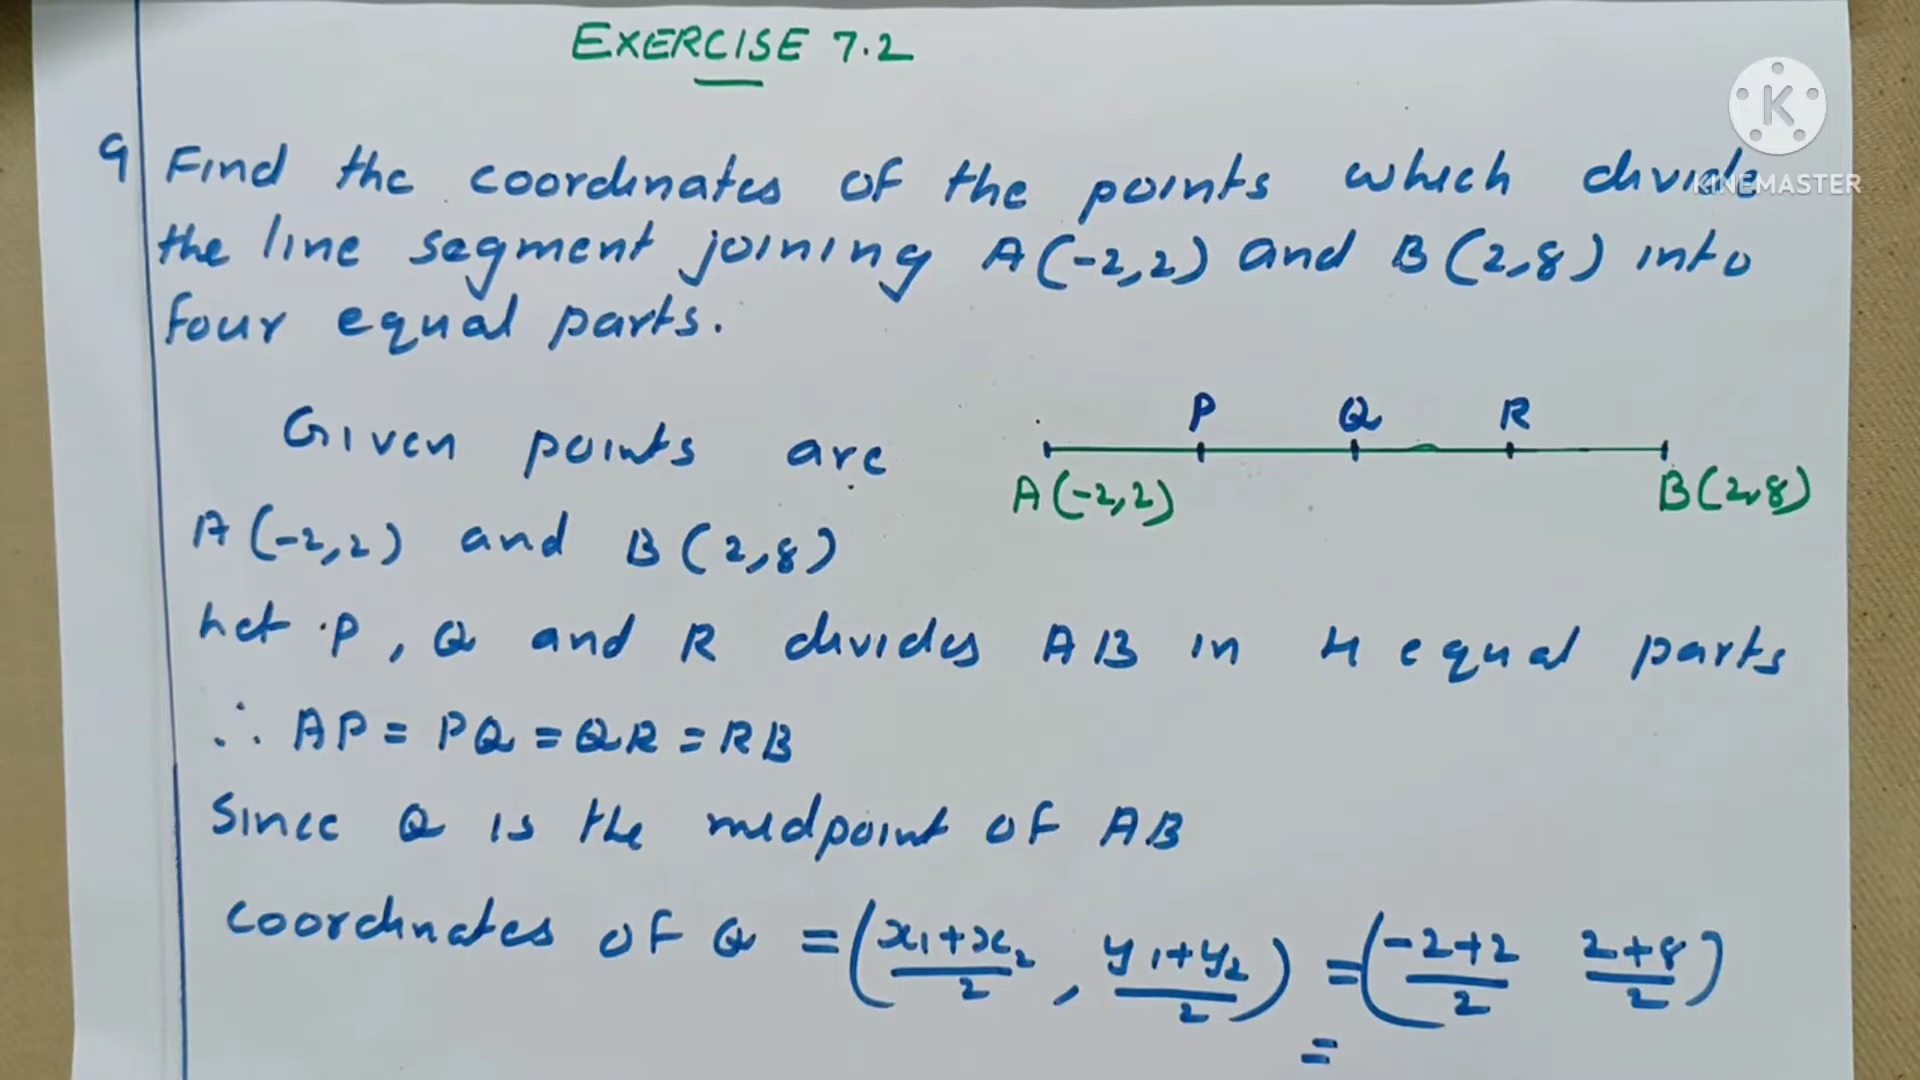 EXERCISE 7.2
K
KINEMASTER
9 Find the coordinates of the points which divide
the line segment joining A(-2,2) and B(2,8) into
four equal parts.
Given points are
P Q R
A(-2,2) B(2,8)
A(-2,2) and B(2,8)
Let P, Q and R divides AB in 4 equal parts
∴ AP = PQ = QR = RB
Since Q is the midpoint of AB
Coordinates of Q = (x₁+x₂/2, y₁+y₂/2) = (-2+2/2 2+8/2)
=